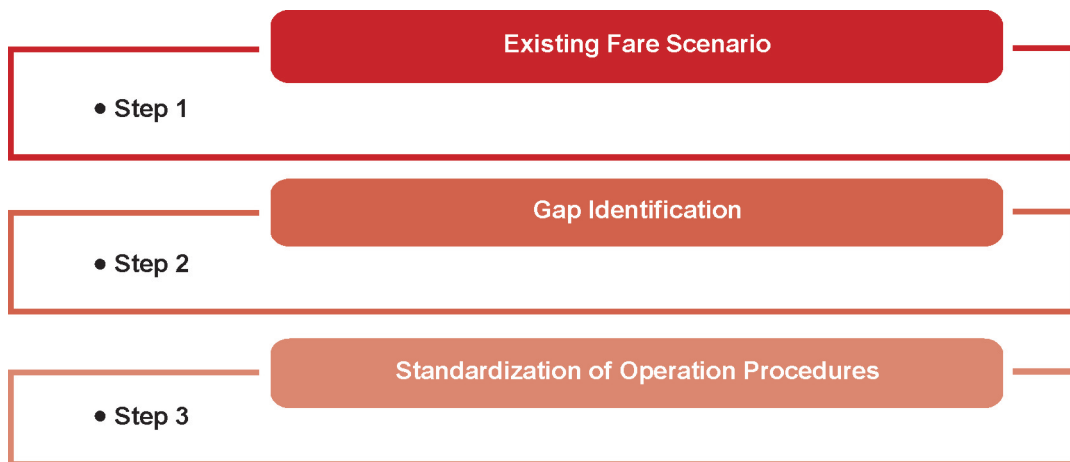 Existing Fare Scenario
• Step 1
Gap Identification
• Step 2
Standardization of Operation Procedures
• Step 3